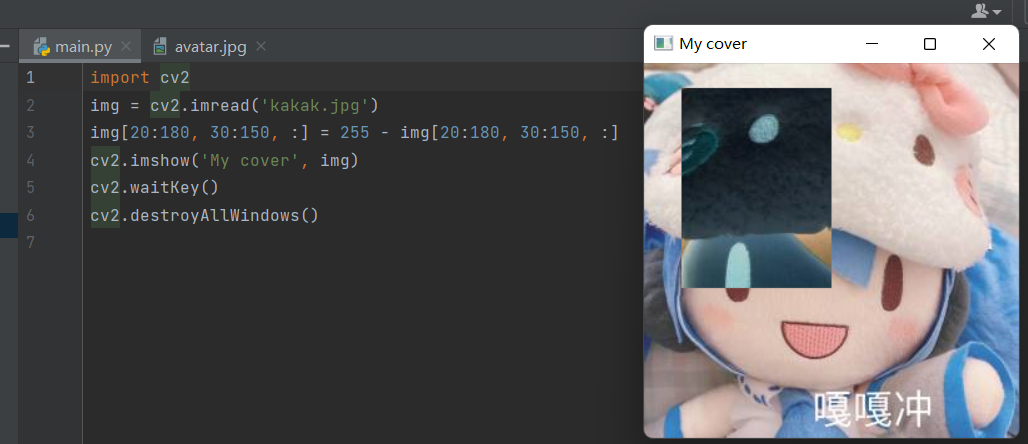 main.py
avatar.jpg
1 import cv2
2 img = cv2.imread('kakak.jpg')
3 img[20:180, 30:150, :] = 255 - img[20:180, 30:150, :]
4 cv2.imshow('My cover', img)
5 cv2.waitKey()
6 cv2.destroyAllWindows()
7
My cover
嘎嘎冲